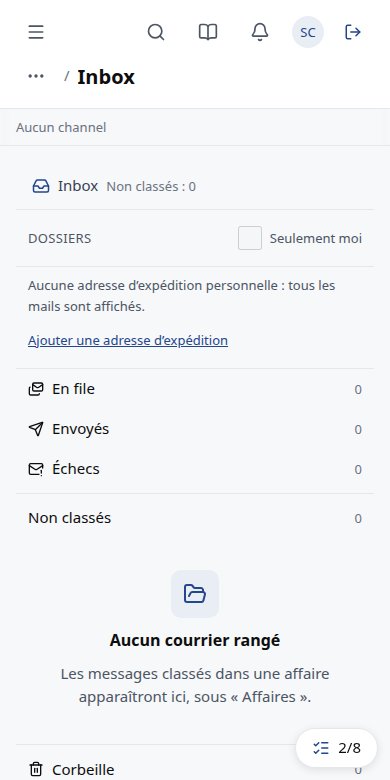 SC
... / Inbox
Aucun channel
Inbox Non classés : 0
DOSSIERS Seulement moi
Aucune adresse d’expédition personnelle : tous les
mails sont affichés.
Ajouter une adresse d’expédition
En file 0
Envoyés 0
Échecs 0
Non classés 0
Aucun courrier rangé
Les messages classés dans une affaire
apparaîtront ici, sous « Affaires ».
2/8
Corbeille 0